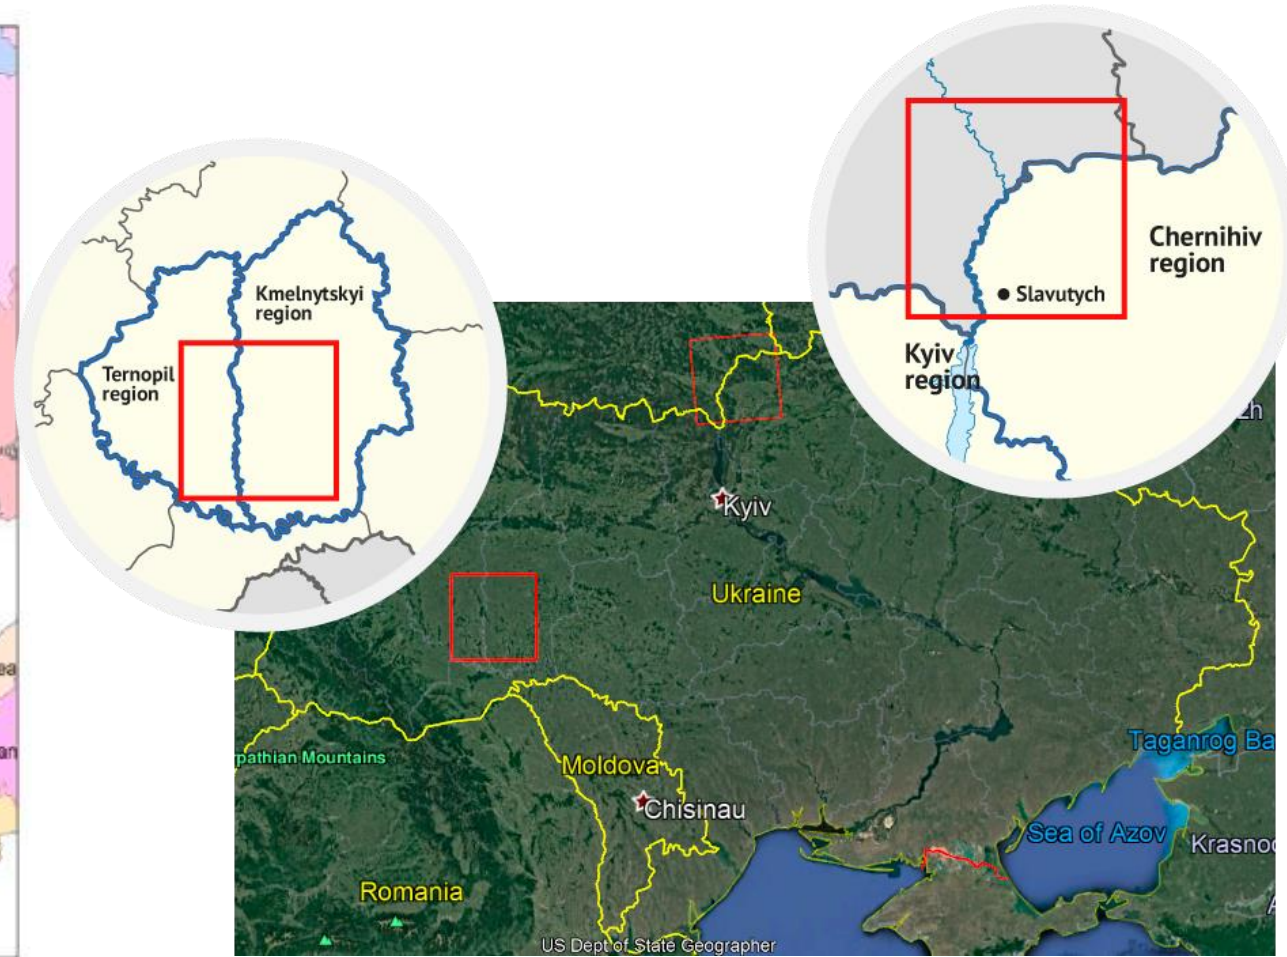 Chernihiv
region
Slavutych
Kyiv
region
Kmelnytskyi
region
Ternopil
region
Kyiv
Ukraine
Taganrog Ba
rpathian Mountains
Moldova
Chisinau
Sea of Azov
Krasnod
Romania
US Dept of State Geographer